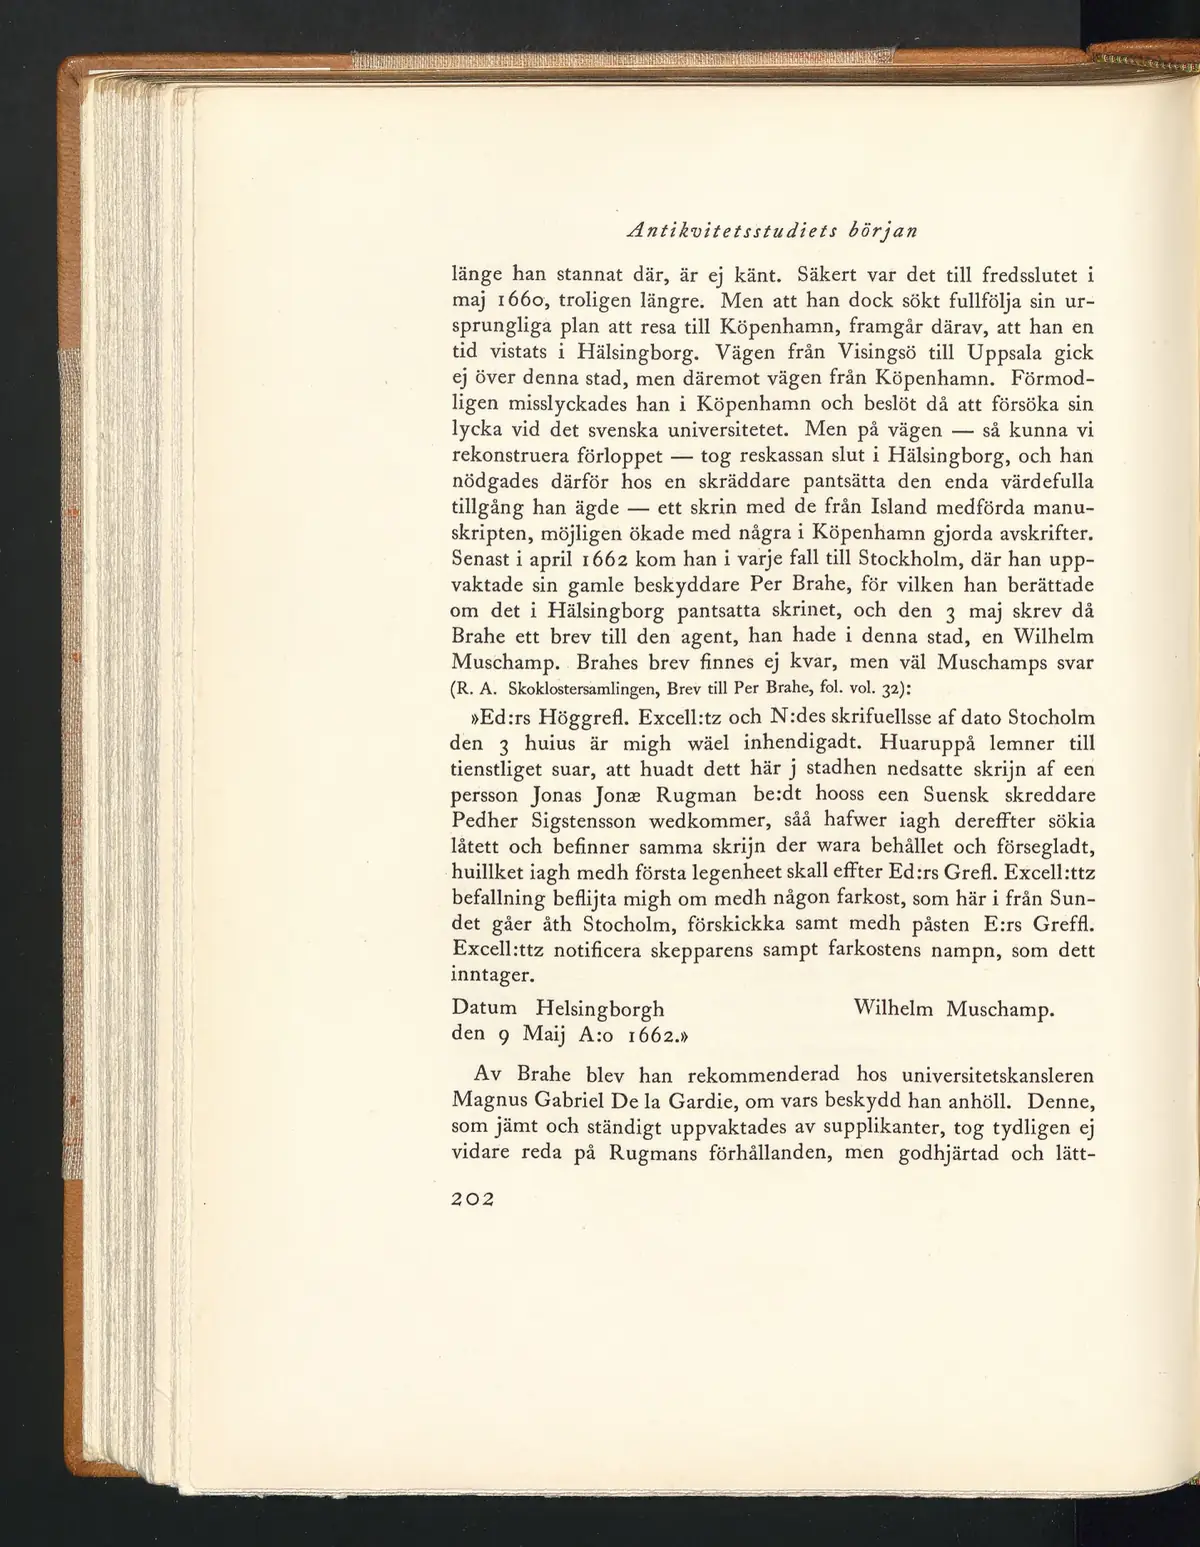 Antikvitetsstudiets början
länge han stannat där, är ej känt. Säkert var det till fredsslutet i
maj 1660, troligen längre. Men att han dock sökt fullfölja sin ur-
sprungliga plan att resa till Köpenhamn, framgår därav, att han en
tid vistats i Hälsingborg. Vägen från Visingsö till Uppsala gick
ej över denna stad, men däremot vägen från Köpenhamn. Förmod-
ligen misslyckades han i Köpenhamn och beslöt då att försöka sin
lycka vid det svenska universitetet. Men på vägen — så kunna vi
rekonstruera förloppet — tog reskassan slut i Hälsingborg, och han
nödgades därför hos en skräddare pantsätta den enda värdefulla
tillgång han ägde — ett skrin med de från Island medförda manu-
skripten, möjligen ökade med några i Köpenhamn gjorda avskrifter.
Senast i april 1662 kom han i varje fall till Stockholm, där han upp-
vaktade sin gamle beskyddare Per Brahe, för vilken han berättade
om det i Hälsingborg pantsatta skrinet, och den 3 maj skrev då
Brahe ett brev till den agent, han hade i denna stad, en Wilhelm
Muschamp. Brahes brev finnes ej kvar, men väl Muschamps svar
(R. A. Skoklostersamlingen, Brev till Per Brahe, fol. vol. 32):
»Ed:rs Höggrefl. Excell:tz och N:des skrifuellsse af dato Stocholm
den 3 huius är migh wäel inhendigadt. Huaruppå lemner till
tienstliget suar, att huadt dett här j stadhen nedsatte skrijn af een
persson Jonas Jonæ Rugman be:dt hooss een Suensk skreddare
Pedher Sigstensson wedkommer, såå hafwer iagh dereffter sökia
låtett och befinner samma skrijn der wara behållet och försegladt,
huillket iagh medh första legenheet skall effter Ed:rs Grefl. Excell:ttz
befallning beflijta migh om medh någon farkost, som här i från Sun-
det gåer åth Stocholm, förskickka samt medh påsten E:rs Greffl.
Excell:ttz notificera skepparens sampt farkostens nampn, som dett
inntager.
Datum Helsingborgh Wilhelm Muschamp.
den 9 Maij A:o 1662.»
Av Brahe blev han rekommenderad hos universitetskansleren
Magnus Gabriel De la Gardie, om vars beskydd han anhöll. Denne,
som jämt och ständigt uppvaktades av supplikanter, tog tydligen ej
vidare reda på Rugmans förhållanden, men godhjärtad och lätt-
202